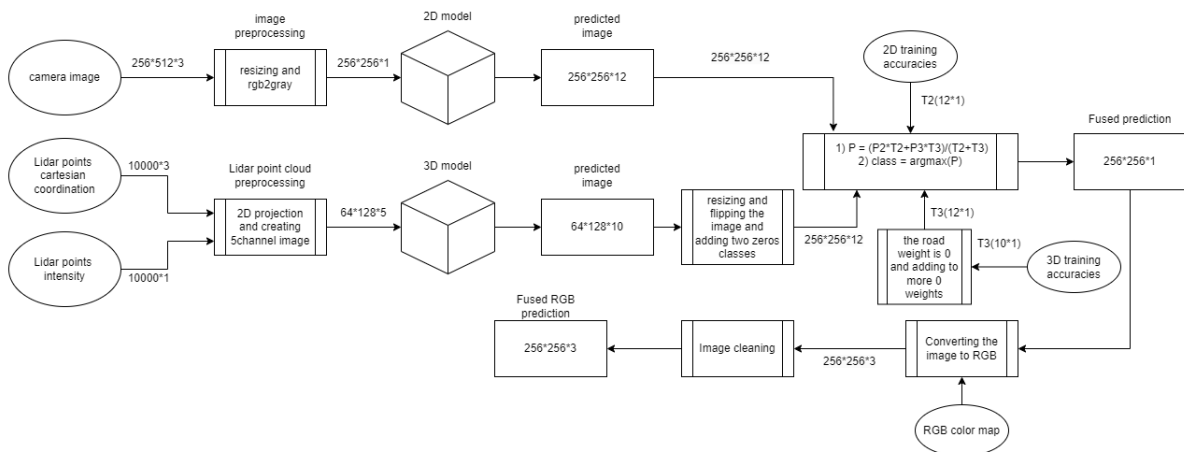 image
preprocessing
2D model
predicted
image
2D training
accuracies
camera image
256*512*3
resizing and
rgb2gray
256*256*1
256*256*12
256*256*12
T2(12*1)
Fused prediction
Lidar points
cartesian
coordination
10000*3
Lidar point cloud
preprocessing
3D model
predicted
image
1) P = (P2*T2+P3*T3)/(T2+T3)
2) class = argmax(P)
256*256*1
2D projection
and creating
5channel image
64*128*5
64*128*10
resizing and
flipping the
image and
adding two zeros
classes
256*256*12
T3(12*1)
Lidar points
intensity
10000*1
the road
weight is 0
and adding to
more 0
weights
T3(10*1)
3D training
accuracies
Fused RGB
prediction
256*256*3
Image cleaning
256*256*3
Converting the
image to RGB
RGB color map